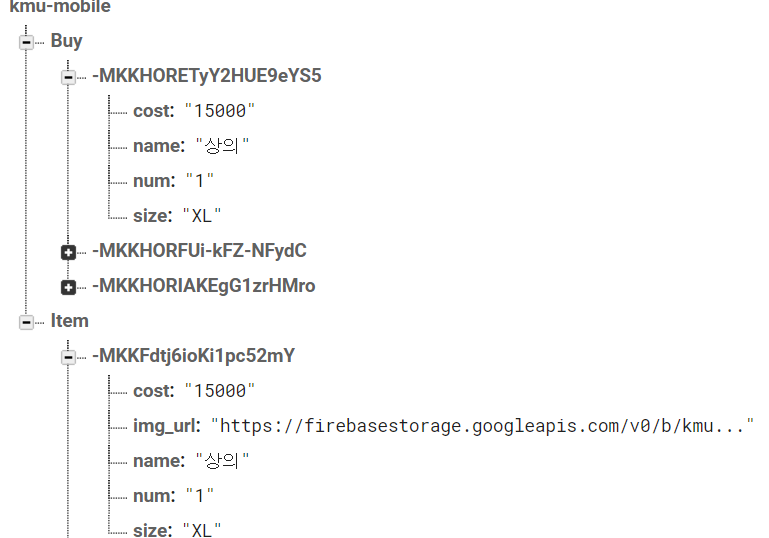 kmu-mobile
Buy
-MKKHORETyY2HUE9eYS5
cost: "15000"
name: "상의"
num: "1"
size: "XL"
-MKKHORFUi-kFZ-NFydC
-MKKHORIAKEgG1zrHMro
Item
-MKKFdtj6ioKi1pc52mY
cost: "15000"
img_url: "https://firebasestorage.googleapis.com/v0/b/kmu..."
name: "상의"
num: "1"
size: "XL"